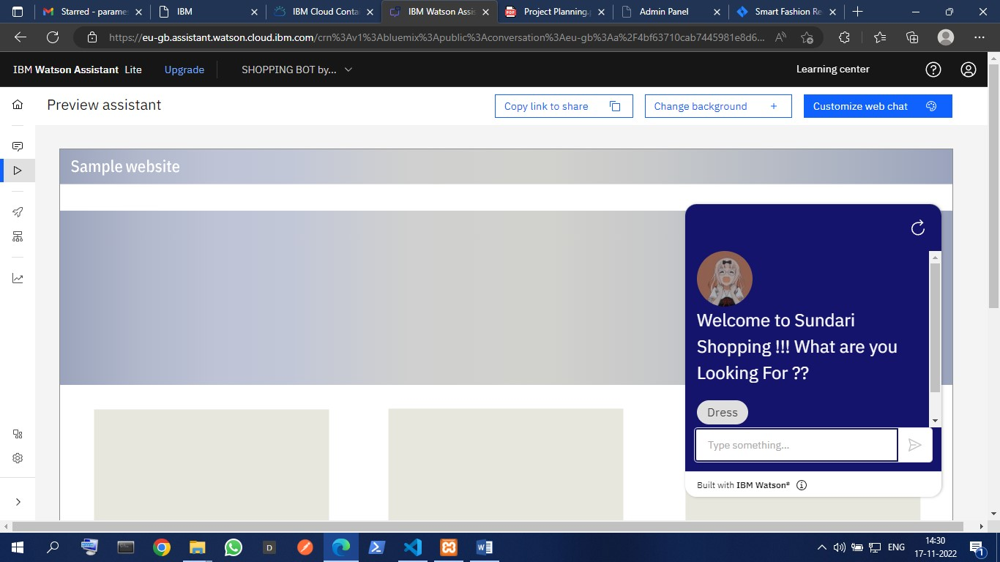 Starred - parame
IBM
IBM Cloud Conta
IBM Watson Assis
Project Planning.p
Admin Panel
Smart Fashion Re
https://eu-gb.assistant.watson.cloud.ibm.com/crn%3Av1%3Abluemix%3Apublic%3Aconversation%3Aeu-gb%3Aa%2F4bf63710cab7445981e8d6...
IBM Watson Assistant Lite
Upgrade
SHOPPING BOT by...
Learning center
Preview assistant
Copy link to share
Change background
Customize web chat
Sample website
Welcome to Sundari
Shopping !!! What are you
Looking For ??
Dress
Type something...
Built with IBM Watson®
ENG
14:30
17-11-2022
1